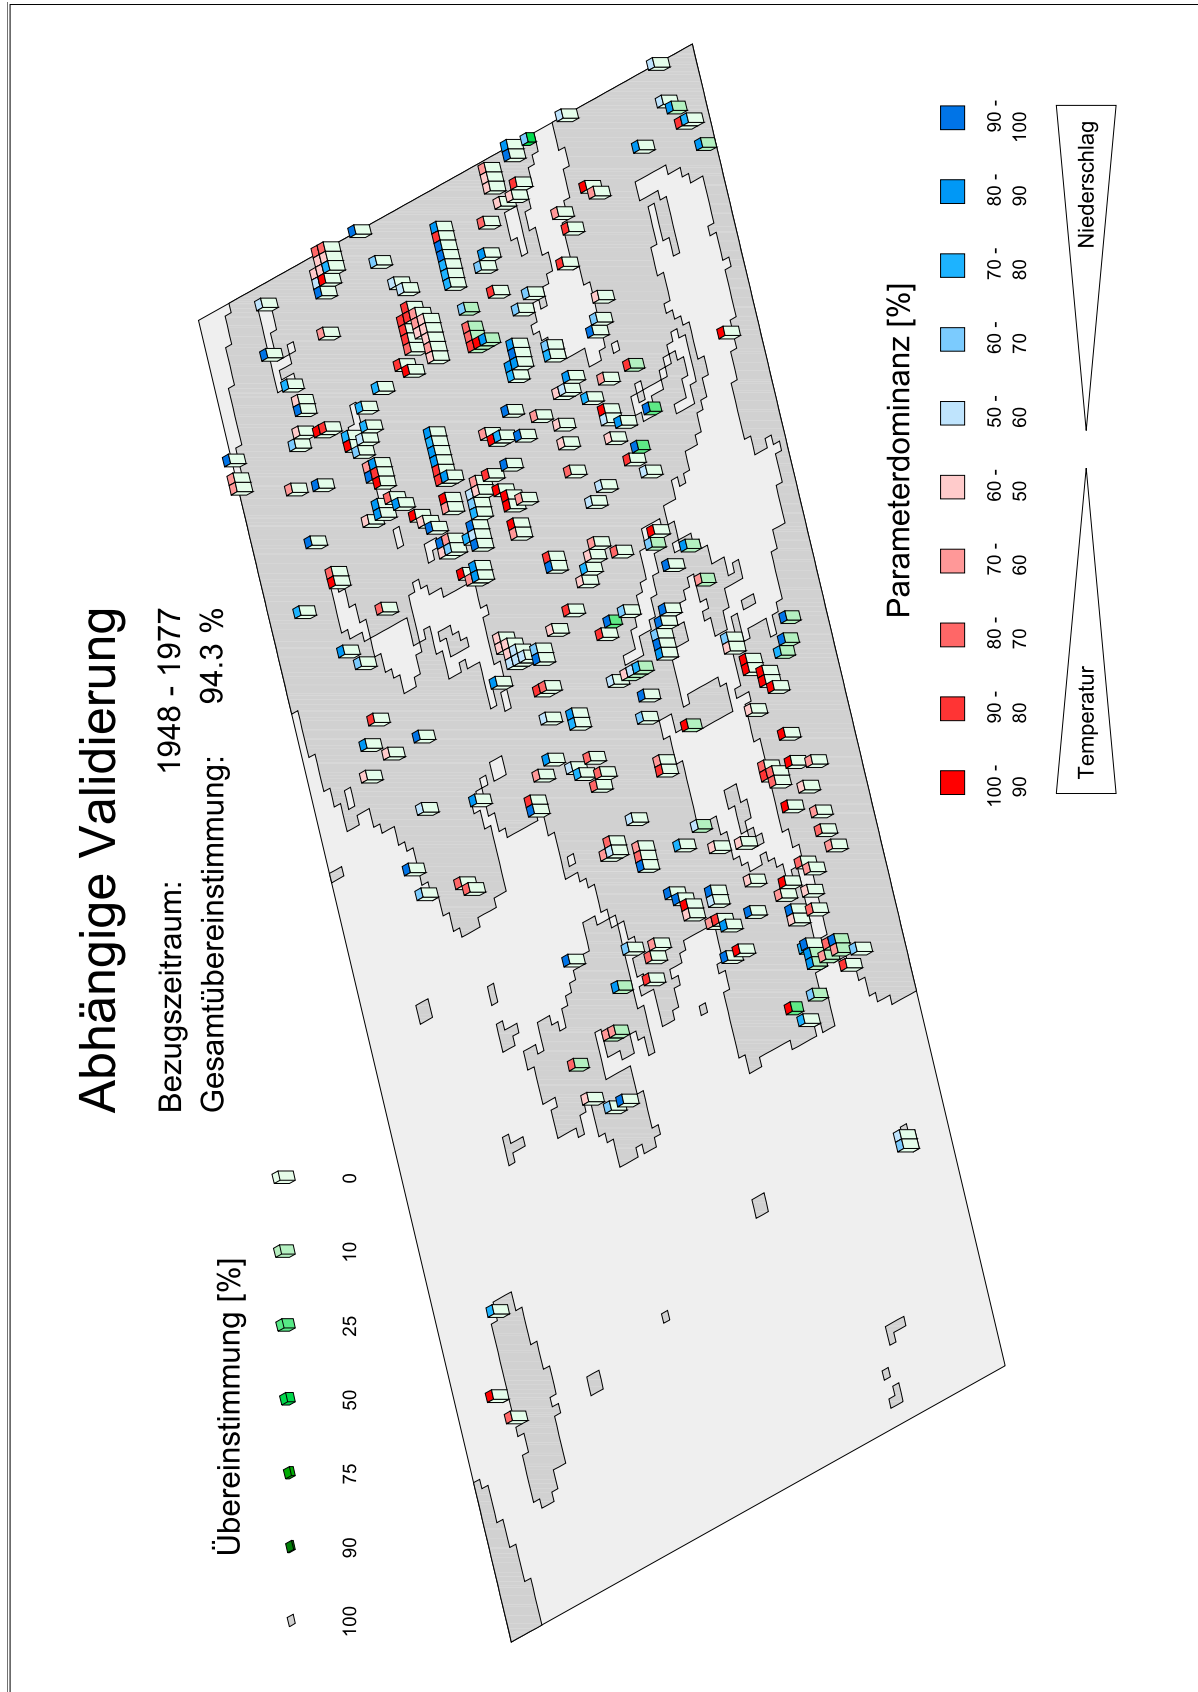 Abhängige Validierung
Bezugszeitraum: 1948 - 1977
Gesamtübereinstimmung: 94.3 %
Übereinstimmung [%]
100 90 75 50 25 10 0
Parameterdominanz [%]
100 - 90 - 80 - 70 - 60 - 50 - 60 - 70 - 80 - 90 -
90 80 70 60 50 60 70 80 90 100
Temperatur Niederschlag